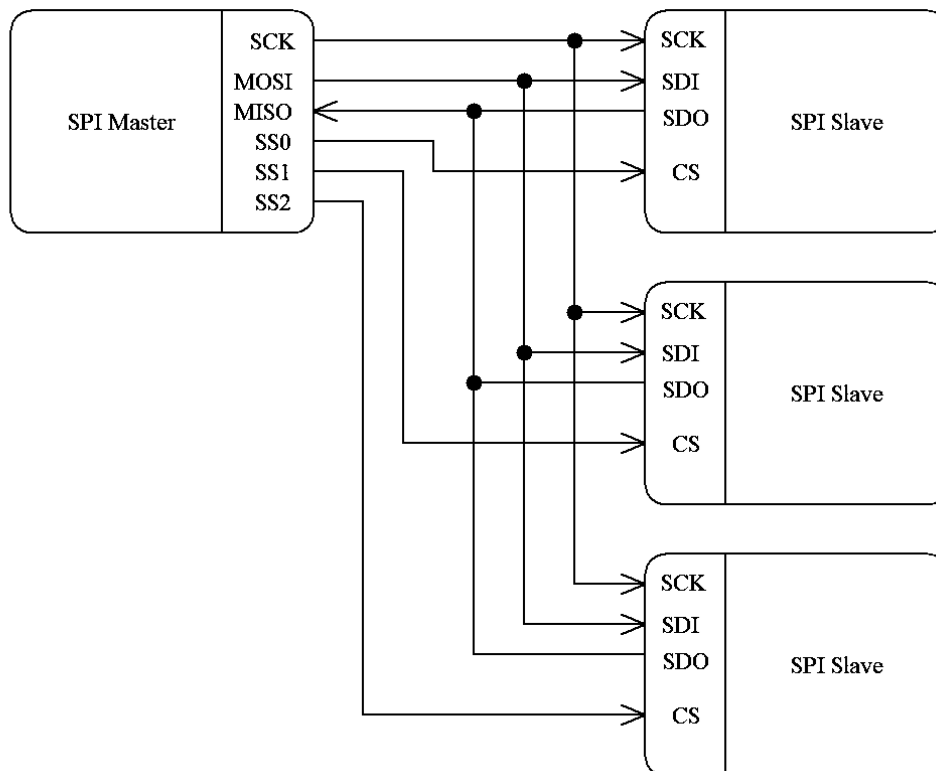 SPI Master
SCK
MOSI
MISO
SS0
SS1
SS2
SCK
SDI
SDO
CS
SPI Slave
SCK
SDI
SDO
CS
SPI Slave
SCK
SDI
SDO
CS
SPI Slave